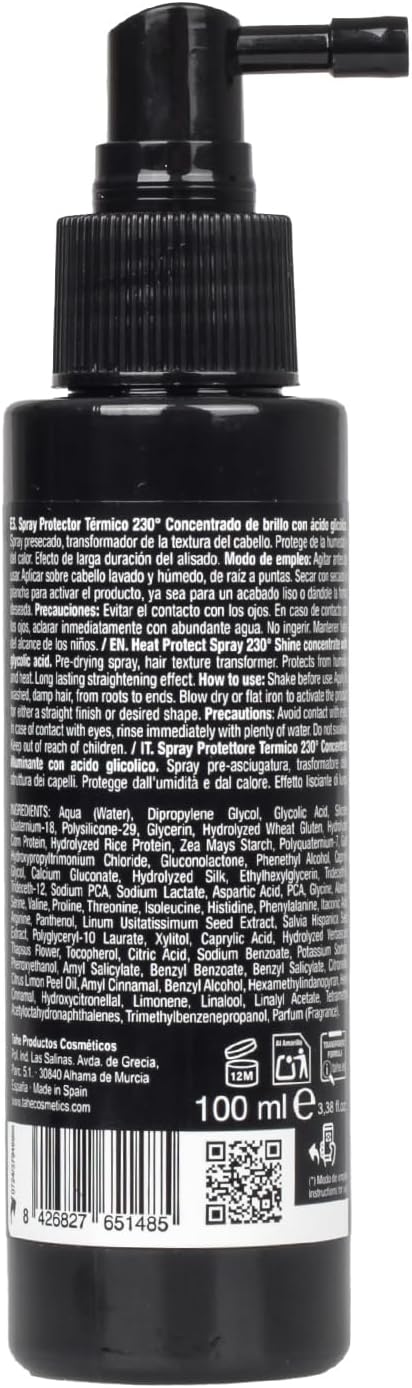 ES. Spray Protector Térmico 230° Concentrado de brillo con ácido glicólico
Spray presecado, transformador de la textura del cabello. Protege de la
del calor. Efecto de larga duración del alisado. Modo de empleo: Agitar
usar. Aplicar sobre cabello lavado y húmedo, de raíz a puntas. Secar con
plancha para activar el producto, ya sea para un acabado liso o dándole la
deseada. Precauciones: Evitar el contacto con los ojos. En caso de contacto
los ojos, aclarar inmediatamente con abundante agua. No ingerir. Mantener
del alcance de los niños. / EN. Heat Protect Spray 230° Shine concentrate
glycolic acid. Pre-drying spray, hair texture transformer. Protects from
and heat. Long lasting straightening effect. How to use: Shake before use.
washed, damp hair, from roots to ends. Blow dry or flat iron to activate the
for either a straight finish or desired shape. Precautions: Avoid contact with
In case of contact with eyes, rinse immediately with plenty of water. Do not
Keep out of reach of children. / IT. Spray Protettore Termico 230°
illuminante con acido glicolico. Spray pre-asciugatura, trasformatore
struttura dei capelli. Protegge dall'umidità e dal calore. Effetto lisciante di
INGREDIENTS: Aqua (Water), Dipropylene Glycol, Glycolic Acid,
Quaternium-18, Polysilicone-29, Glycerin, Hydrolyzed Wheat Gluten,
Corn Protein, Hydrolyzed Rice Protein, Zea Mays Starch, Polyquaternium-7,
Hydroxypropyltrimonium Chloride, Gluconolactone, Phenethyl Alcohol,
Glycol, Calcium Gluconate, Hydrolyzed Silk, Ethylhexylglycerin,
Trideceth-12, Sodium PCA, Sodium Lactate, Aspartic Acid, PCA, Glycine,
Serine, Valine, Proline, Threonine, Isoleucine, Histidine, Phenylalanine,
Arginine, Panthenol, Linum Usitatissimum Seed Extract, Salvia Hispanica
Extract, Polyglyceryl-10 Laurate, Xylitol, Caprylic Acid, Hydrolyzed
Thapsus Flower, Tocopherol, Citric Acid, Sodium Benzoate, Potassium
Phenoxyethanol, Amyl Salicylate, Benzyl Benzoate, Benzyl Salicylate,
Citrus Limon Peel Oil, Amyl Cinnamal, Benzyl Alcohol, Hexamethylindanopyran,
Cinnamal, Hydroxycitronellal, Limonene, Linalool, Linalyl Acetate,
Acetyloctahydronaphthalenes, Trimethylbenzenepropanol, Parfum (Fragrance).
Tahe Productos Cosméticos
Pol. Ind. Las Salinas. Avda. de Grecia,
Parc. 5.1. · 30840 Alhama de Murcia
España · Made in Spain
www.tahecosmetics.com
12M
Al Amarillo
100 ml e 3,38 fl.
8 426827 651485
(*) Modo de